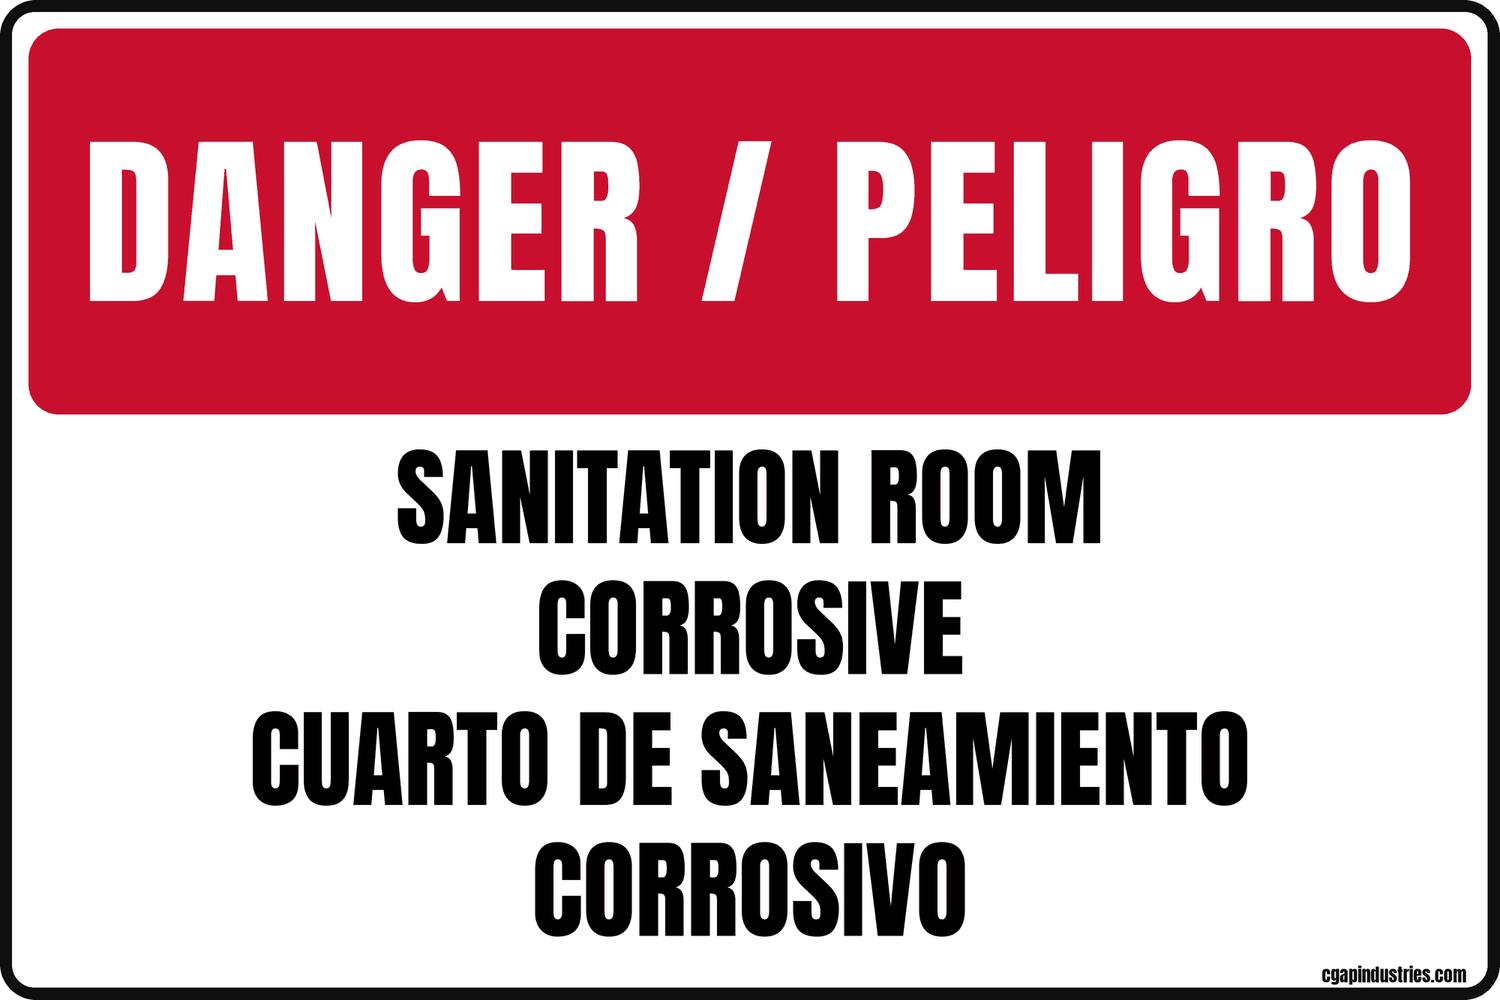 DANGER / PELIGRO
SANITATION ROOM
CORROSIVE
CUARTO DE SANEAMIENTO
CORROSIVO
cgapindustries.com